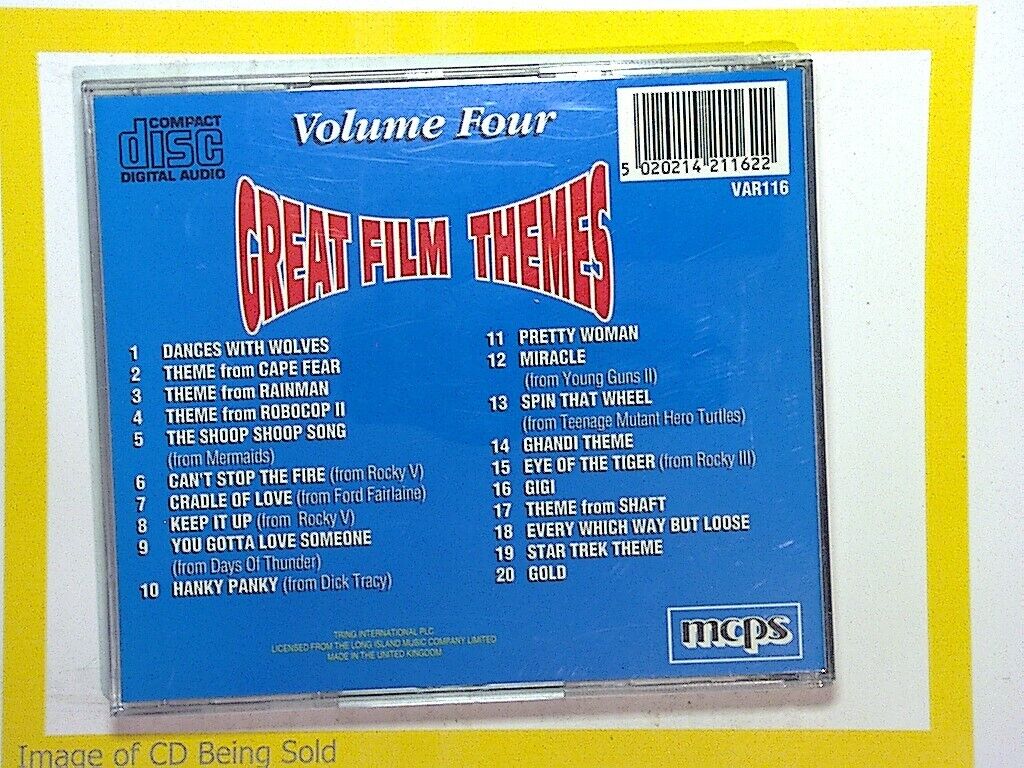 COMPACT
disc
DIGITAL AUDIO
Volume Four
5 020214 211622
VAR116
GREAT FILM THEMES
1 DANCES WITH WOLVES
2 THEME from CAPE FEAR
3 THEME from RAINMAN
4 THEME from ROBOCOP II
5 THE SHOOP SHOOP SONG
(from Mermaids)
6 CAN'T STOP THE FIRE (from Rocky V)
7 CRADLE OF LOVE (from Ford Fairlaine)
8 KEEP IT UP (from Rocky V)
9 YOU GOTTA LOVE SOMEONE
(from Days Of Thunder)
10 HANKY PANKY (from Dick Tracy)
11 PRETTY WOMAN
12 MIRACLE
(from Young Guns II)
13 SPIN THAT WHEEL
(from Teenage Mutant Hero Turtles)
14 GHANDI THEME
15 EYE OF THE TIGER (from Rocky III)
16 GIGI
17 THEME from SHAFT
18 EVERY WHICH WAY BUT LOOSE
19 STAR TREK THEME
20 GOLD
TRING INTERNATIONAL PLC
LICENSED FROM THE LONG ISLAND MUSIC COMPANY LIMITED
MADE IN THE UNITED KINGDOM
mcps
Image of CD Being Sold